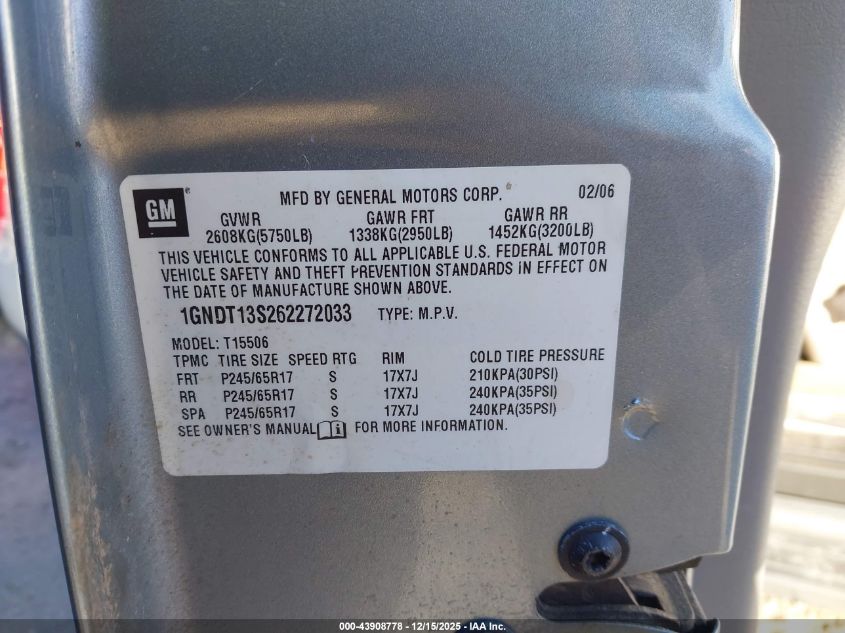 GM ® MFD BY GENERAL MOTORS CORP. 02/06
GVWR GAWR FRT GAWR RR
2608KG(5750LB) 1338KG(2950LB) 1452KG(3200LB)
THIS VEHICLE CONFORMS TO ALL APPLICABLE U.S. FEDERAL MOTOR
VEHICLE SAFETY AND THEFT PREVENTION STANDARDS IN EFFECT ON
THE DATE OF MANUFACTURE SHOWN ABOVE.
1GNDT13S262272033 TYPE: M.P.V.
MODEL: T15506
TPMC TIRE SIZE SPEED RTG RIM COLD TIRE PRESSURE
FRT P245/65R17 S 17X7J 210KPA(30PSI)
RR P245/65R17 S 17X7J 240KPA(35PSI)
SPA P245/65R17 S 17X7J 240KPA(35PSI)
SEE OWNER'S MANUAL i FOR MORE INFORMATION.
000-43908778 - 12/15/2025 - IAA Inc.